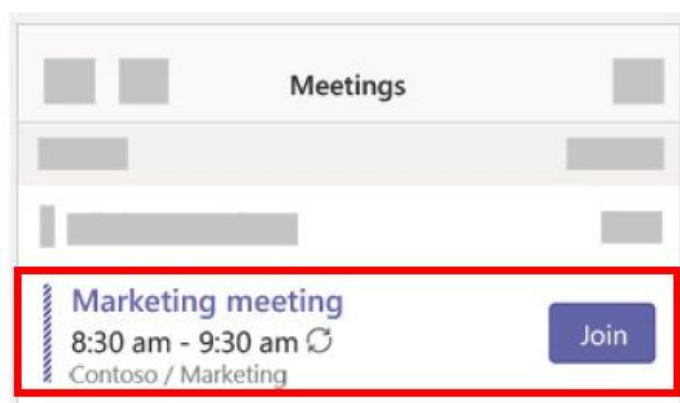 Meetings
Marketing meeting
8:30 am - 9:30 am
Join
Contoso / Marketing